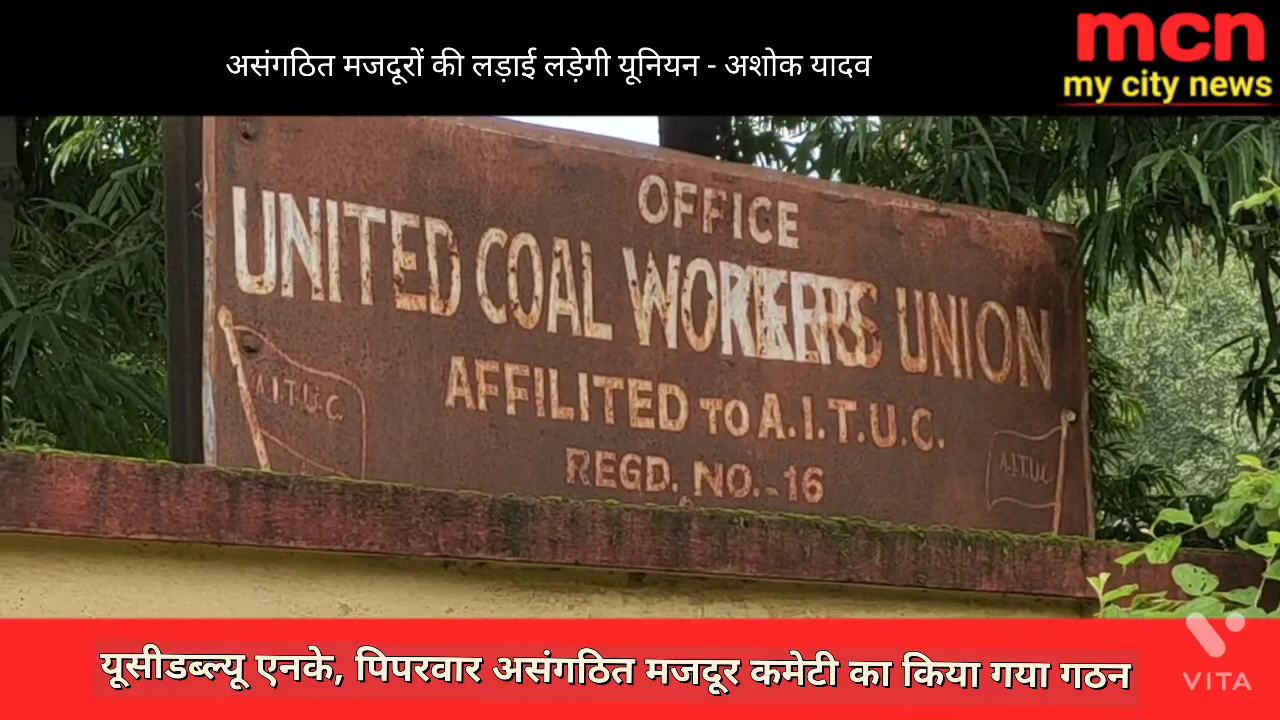 असंगठित मजदूरों की लड़ाई लड़ेगी यूनियन - अशोक यादव
mcn
my city news
OFFICE
UNITED COAL WORKERS UNION
AFFILITED TO A.I.T.U.C.
REGD. NO.-16
A.I.T.U.C.
A.I.T.U.C
यूसीडब्ल्यू एनके, पिपरवार असंगठित मजदूर कमेटी का किया गया गठन
VITA